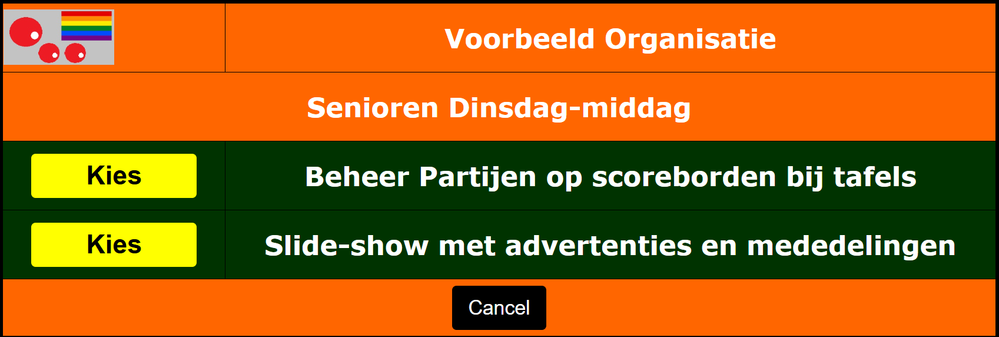 Voorbeeld Organisatie
Senioren Dinsdag-middag
Kies
Beheer Partijen op scoreborden bij tafels
Kies
Slide-show met advertenties en mededelingen
Cancel